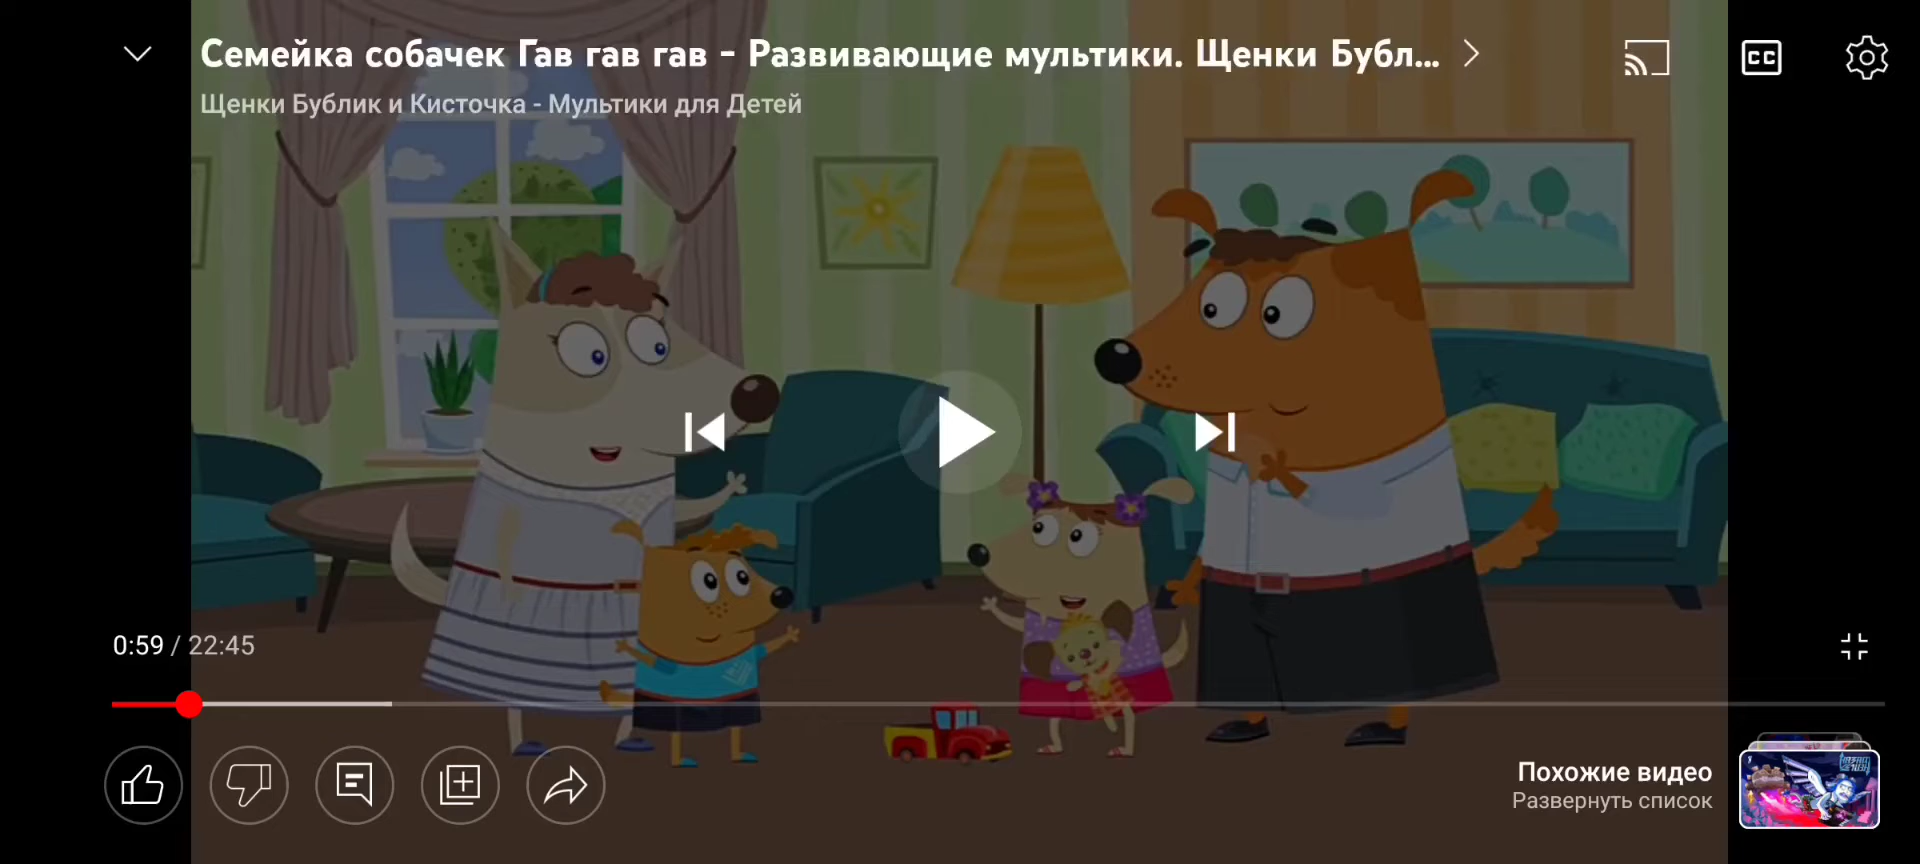 Семейка собачек Гав гав гав - Развивающие мультики. Щенки Бубл...
Щенки Бублик и Кисточка - Мультики для Детей
CC
0:59 / 22:45
Похожие видео
Развернуть список